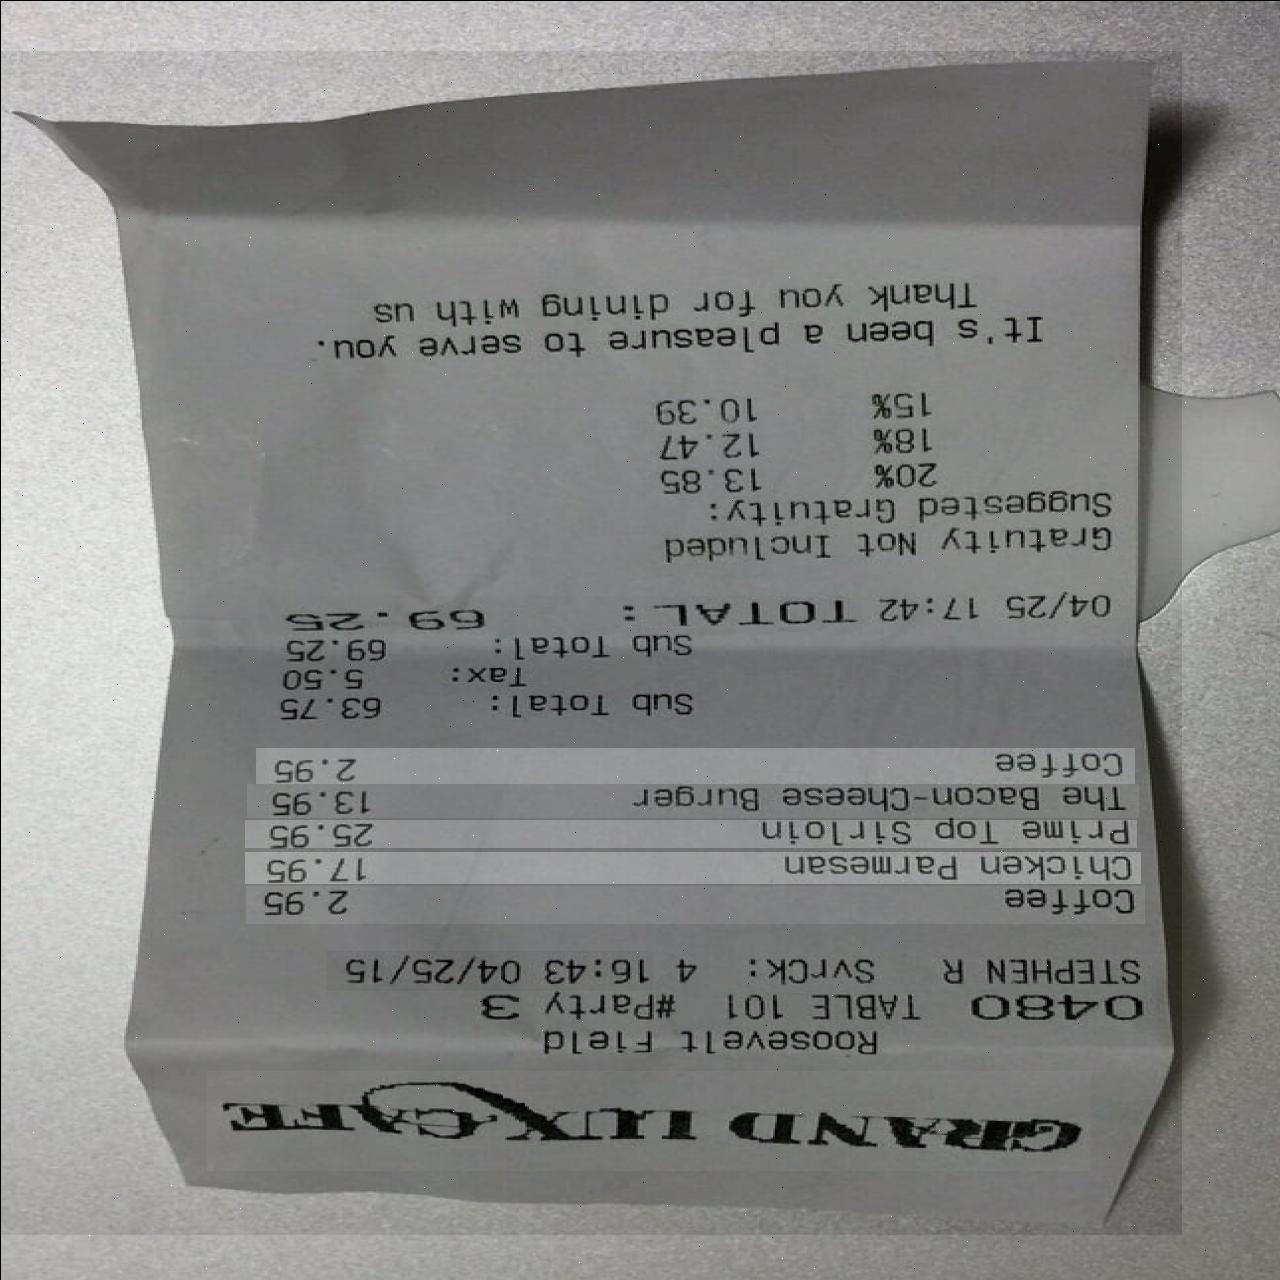 GRAND LUX CAFE
Roosevelt Field
0480 TABLE 101 #Party 3
STEPHEN R SvrCk: 4 16:43 04/25/15
Coffee 2.95
Chicken Parmesan 17.95
Prime Top Sirloin 25.95
The Bacon-Cheese Burger 13.95
Coffee 2.95
Sub Total: 63.75
Tax: 5.50
Sub Total: 69.25
04/25 17:42 TOTAL: 69.25
Gratuity Not Included
Suggested Gratuity:
20% 13.85
18% 12.47
15% 10.39
It's been a pleasure to serve you.
Thank you for dining with us